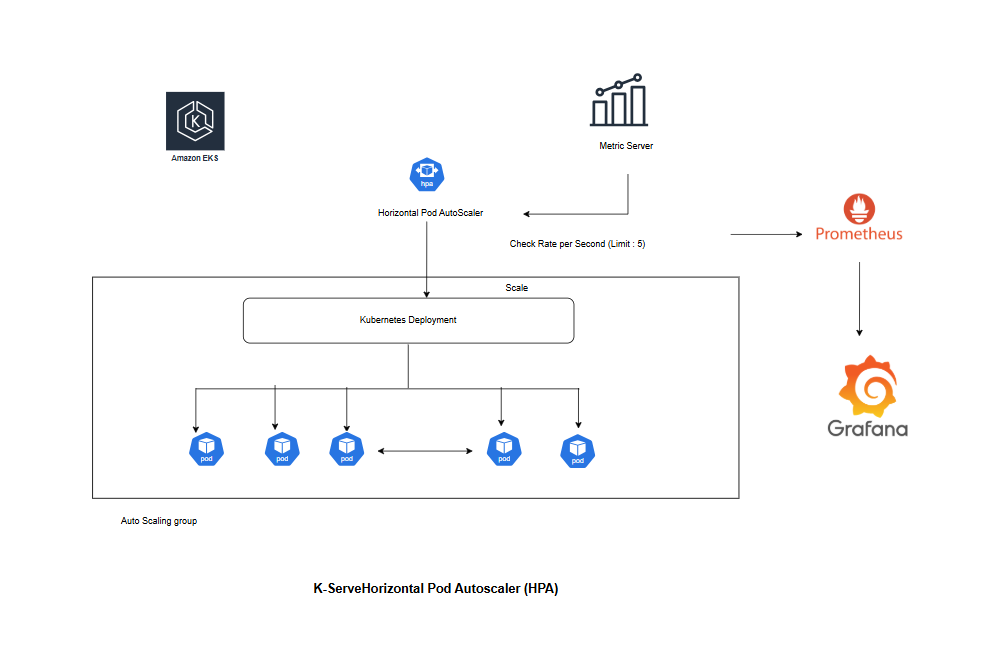 Amazon EKS
Metric Server
hpa
Horizontal Pod AutoScaler
Check Rate per Second (Limit : 5)
Prometheus
Scale
Kubernetes Deployment
Grafana
pod
pod
pod
pod
pod
Auto Scaling group
K-ServeHorizontal Pod Autoscaler (HPA)